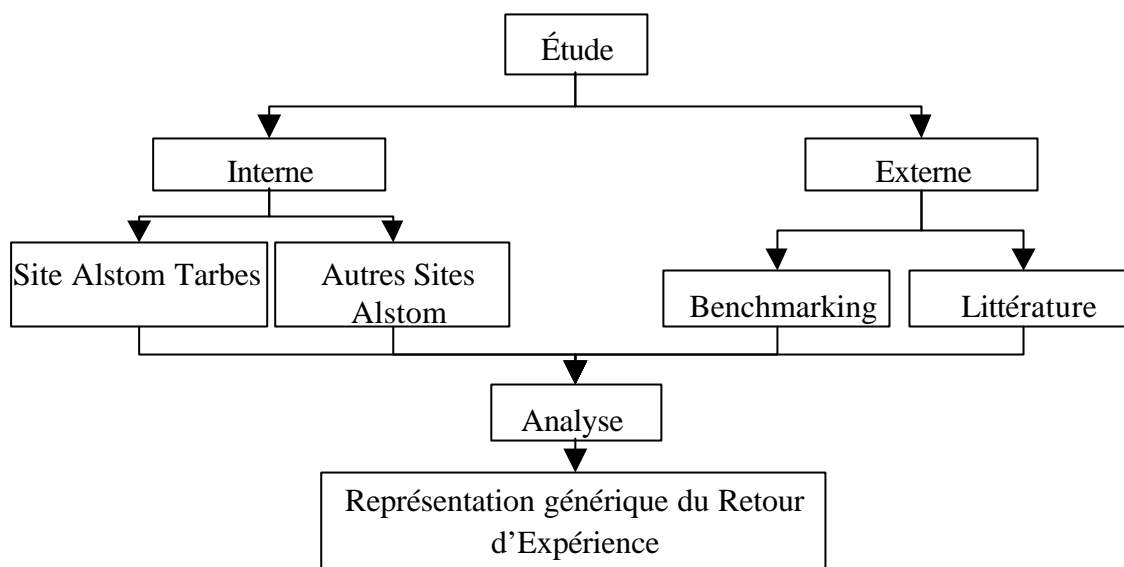 Étude
Interne
Externe
Site Alstom Tarbes
Autres Sites
Alstom
Benchmarking
Littérature
Analyse
Représentation générique du Retour
d’Expérience